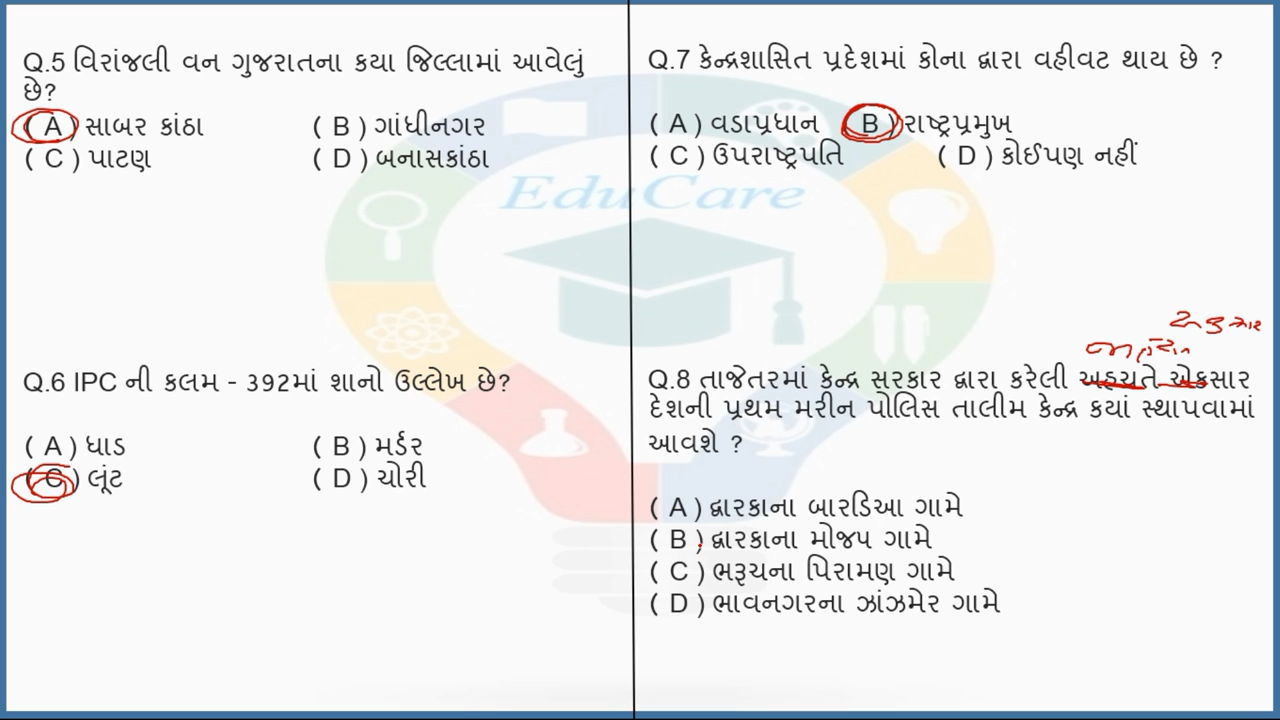 Q.5 વિરાંજલી વન ગુજરાતના કયા જિલ્લામાં આવેલું
છે?
( A ) સાબર કાંઠા ( B ) ગાંધીનગર
( C ) પાટણ ( D ) બનાસકાંઠા
Q.6 IPC ની કલમ - 392માં શાનો ઉલ્લેખ છે?
( A ) ધાડ ( B ) મર્ડર
( C ) લૂંટ ( D ) ચોરી
Q.7 કેન્દ્રશાસિત પ્રદેશમાં કોના દ્વારા વહીવટ થાય છે ?
( A ) વડાપ્રધાન ( B ) રાષ્ટ્રપ્રમુખ
( C ) ઉપરાષ્ટ્રપતિ ( D ) કોઈપણ નહીં
Q.8 તાજેતરમાં કેન્દ્ર સરકાર દ્વારા કરેલી અહચતે એકસાર
દેશની પ્રથમ મરીન પોલિસ તાલીમ કેન્દ્ર કયાં સ્થાપવામાં
આવશે ?
( A ) દ્વારકાના બારડિઆ ગામે
( B ) દ્વારકાના મોજપ ગામે
( C ) ભરૂચના પિરામણ ગામે
( D ) ભાવનગરના ઝાંઝમેર ગામે
EduCare